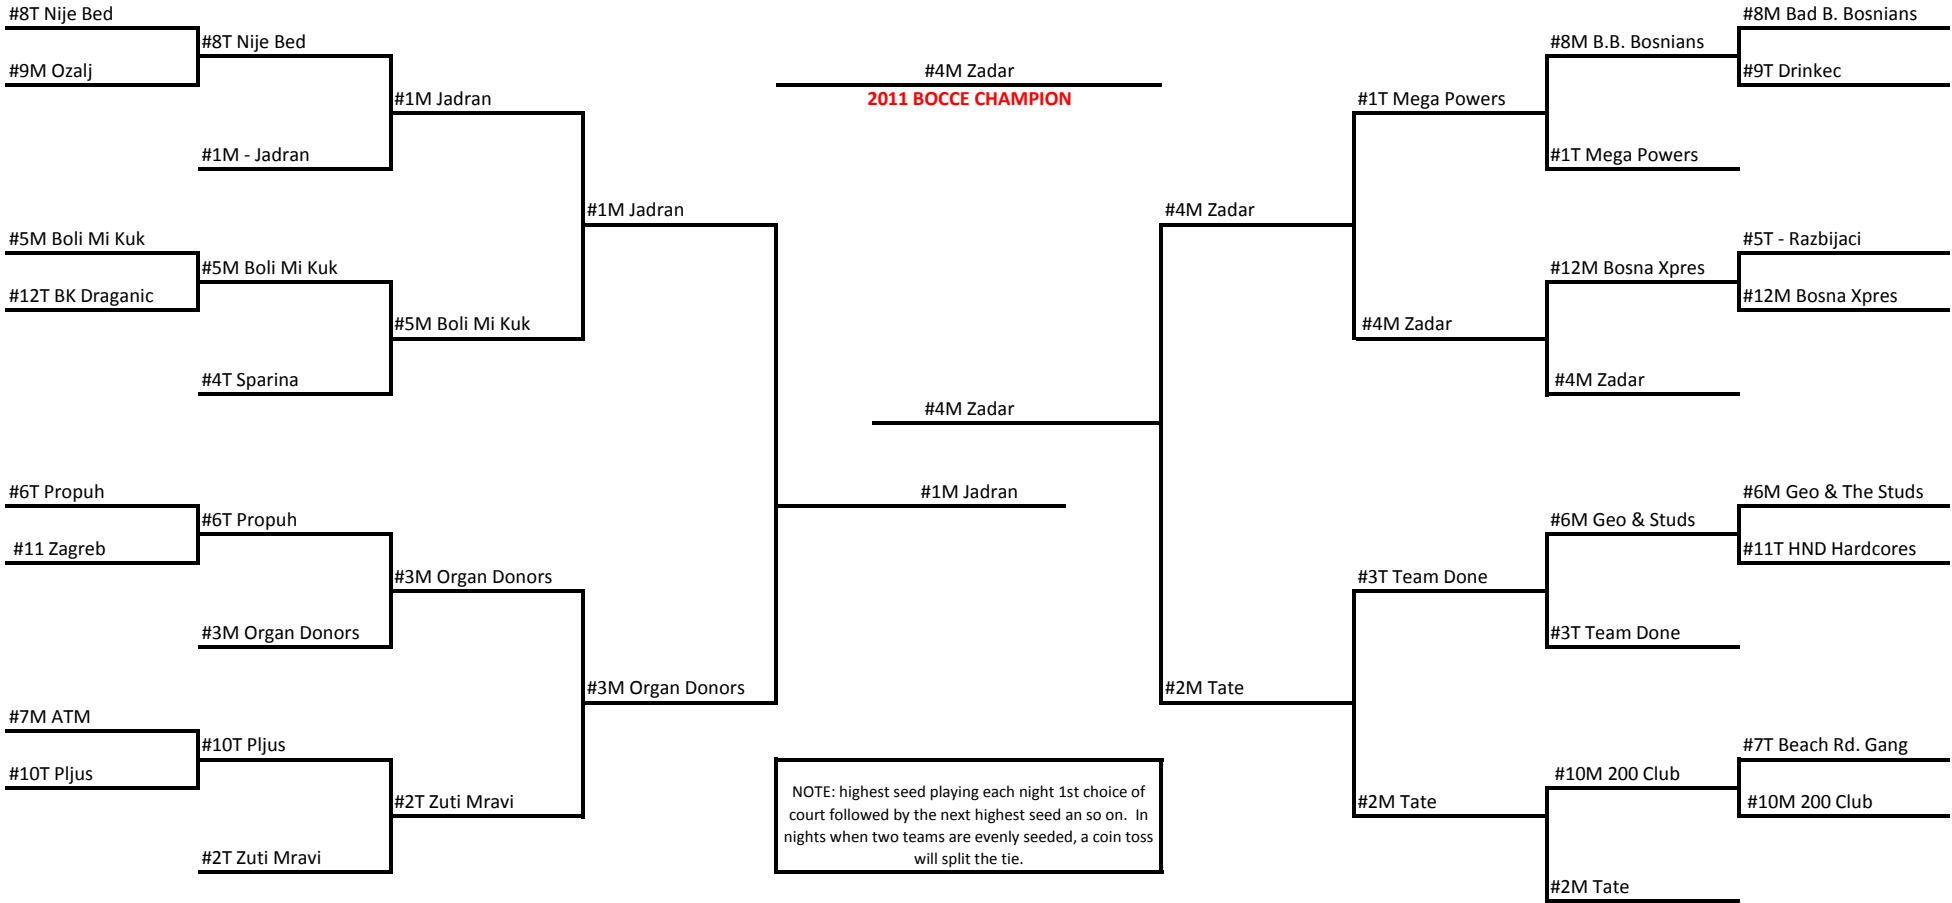 #8T Nije Bed
#9M Ozalj
#5M Boli Mi Kuk
#12T BK Draganic
#6T Propuh
#11 Zagreb
#7M ATM
#10T Pljus
#8T Nije Bed
#1M - Jadran
#5M Boli Mi Kuk
#4T Sparina
#6T Propuh
#3M Organ Donors
#10T Pljus
#2T Zuti Mravi
#1M Jadran
#5M Boli Mi Kuk
#3M Organ Donors
#2T Zuti Mravi
#1M Jadran
#3M Organ Donors
#4M Zadar
2011 BOCCE CHAMPION
#4M Zadar
#1M Jadran
NOTE: highest seed playing each night 1st choice of
court followed by the next highest seed an so on. In
nights when two teams are evenly seeded, a coin toss
will split the tie.
#4M Zadar
#2M Tate
#1T Mega Powers
#4M Zadar
#3T Team Done
#2M Tate
#8M B.B. Bosnians
#1T Mega Powers
#12M Bosna Xpres
#4M Zadar
#6M Geo & Studs
#3T Team Done
#10M 200 Club
#2M Tate
#8M Bad B. Bosnians
#9T Drinkec
#5T - Razbijaci
#12M Bosna Xpres
#6M Geo & The Studs
#11T HND Hardcores
#7T Beach Rd. Gang
#10M 200 Club